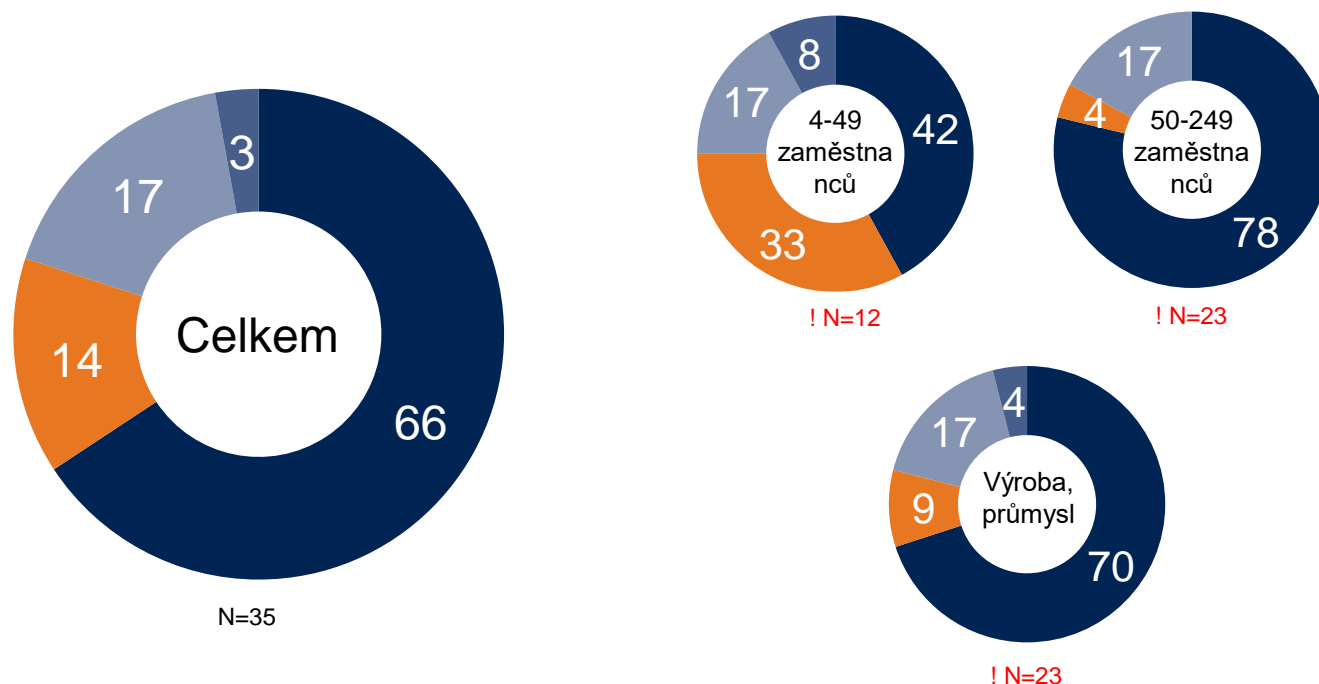 3
17
14
66
Celkem
N=35
8
17
42
33
4-49
zaměstna
nců
! N=12
17
4
78
50-249
zaměstna
nců
! N=23
4
17
9
70
Výroba,
průmysl
! N=23